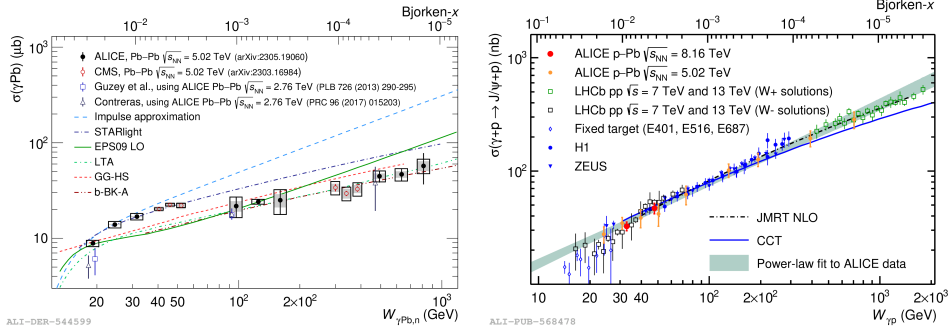 Bjorken-x
10⁻² 10⁻³ 10⁻⁴ 10⁻⁵
σ(γPb) (μb)
10³
10²
10
ALICE, Pb–Pb √sNN = 5.02 TeV (arXiv:2305.19060)
CMS, Pb–Pb √sNN = 5.02 TeV (arXiv:2303.16984)
Guzey et al., using ALICE Pb–Pb √sNN = 2.76 TeV (PLB 726 (2013) 290-295)
Contreras, using ALICE Pb–Pb √sNN = 2.76 TeV (PRC 96 (2017) 015203)
Impulse approximation
STARlight
EPS09 LO
LTA
GG-HS
b-BK-A
20 30 40 50 10² 2×10² 10³
WγPb,n (GeV)
ALI-DER-544599
Bjorken-x
10⁻¹ 10⁻² 10⁻³ 10⁻⁴ 10⁻⁵
σ(γ+p → J/ψ+p) (nb)
10³
10²
ALICE p–Pb √sNN = 8.16 TeV
ALICE p–Pb √sNN = 5.02 TeV
LHCb pp √s = 7 TeV and 13 TeV (W+ solutions)
LHCb pp √s = 7 TeV and 13 TeV (W- solutions)
Fixed target (E401, E516, E687)
H1
ZEUS
JMRT NLO
CCT
Power-law fit to ALICE data
10 20 30 40 10² 2×10² 10³ 2×10³
Wγp (GeV)
ALI-PUB-568478